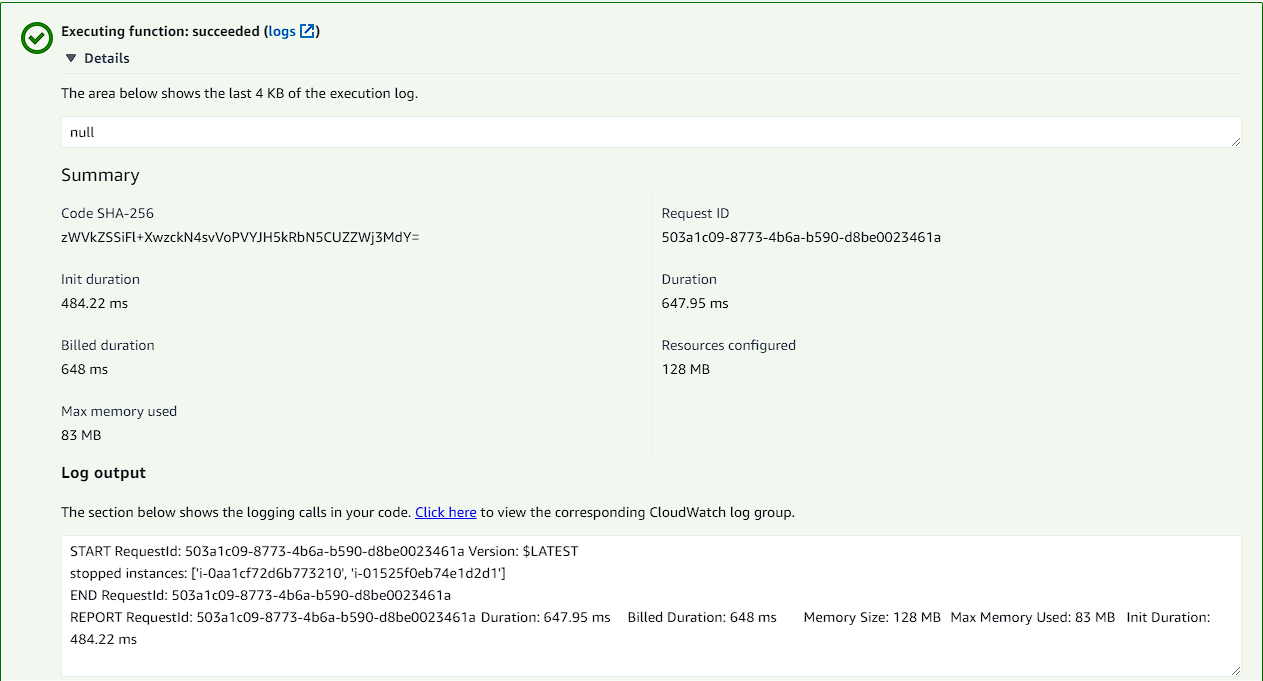 Executing function: succeeded (logs)
Details
The area below shows the last 4 KB of the execution log.
null
Summary
Code SHA-256
zWVkZSSiFl+XwzckN4svVoPVYJH5kRbN5CUZZWj3MdY=
Request ID
503a1c09-8773-4b6a-b590-d8be0023461a
Init duration
484.22 ms
Duration
647.95 ms
Billed duration
648 ms
Resources configured
128 MB
Max memory used
83 MB
Log output
The section below shows the logging calls in your code. Click here to view the corresponding CloudWatch log group.
START RequestId: 503a1c09-8773-4b6a-b590-d8be0023461a Version: $LATEST
stopped instances: ['i-0aa1cf72d6b773210', 'i-01525f0eb74e1d2d1']
END RequestId: 503a1c09-8773-4b6a-b590-d8be0023461a
REPORT RequestId: 503a1c09-8773-4b6a-b590-d8be0023461a Duration: 647.95 ms Billed Duration: 648 ms Memory Size: 128 MB Max Memory Used: 83 MB Init Duration:
484.22 ms